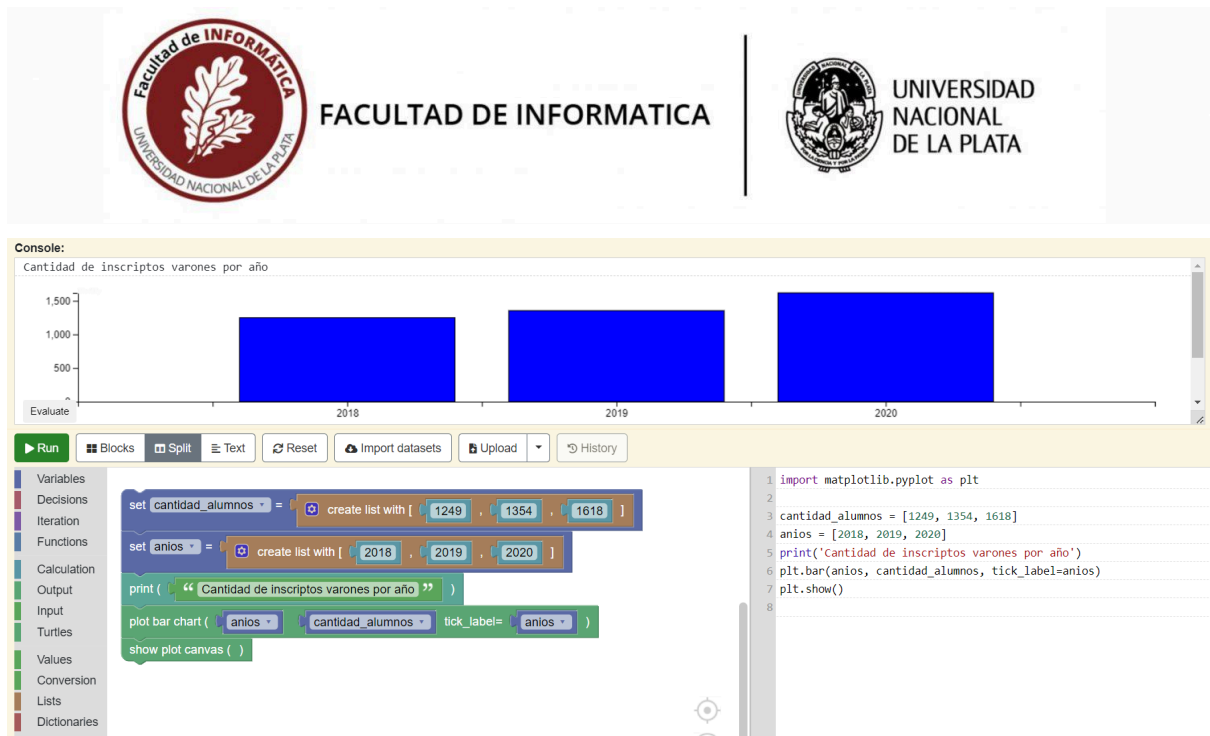 Facultad de INFORMÁTICA
UNIVERSIDAD NACIONAL DE LA PLATA
FACULTAD DE INFORMATICA
UNIVERSIDAD
NACIONAL
DE LA PLATA
Console:
Cantidad de inscriptos varones por año
1,500
1,000
500
2018 2019 2020
Evaluate
Run Blocks Split Text Reset Import datasets Upload History
Variables
Decisions
Iteration
Functions
Calculation
Output
Input
Turtles
Values
Conversion
Lists
Dictionaries
set cantidad_alumnos = create list with [ 1249 , 1354 , 1618 ]
set anios = create list with [ 2018 , 2019 , 2020 ]
print ( “ Cantidad de inscriptos varones por año ” )
plot bar chart ( anios cantidad_alumnos tick_label= anios )
show plot canvas ( )
1 import matplotlib.pyplot as plt
2
3 cantidad_alumnos = [1249, 1354, 1618]
4 anios = [2018, 2019, 2020]
5 print('Cantidad de inscriptos varones por año')
6 plt.bar(anios, cantidad_alumnos, tick_label=anios)
7 plt.show()
8